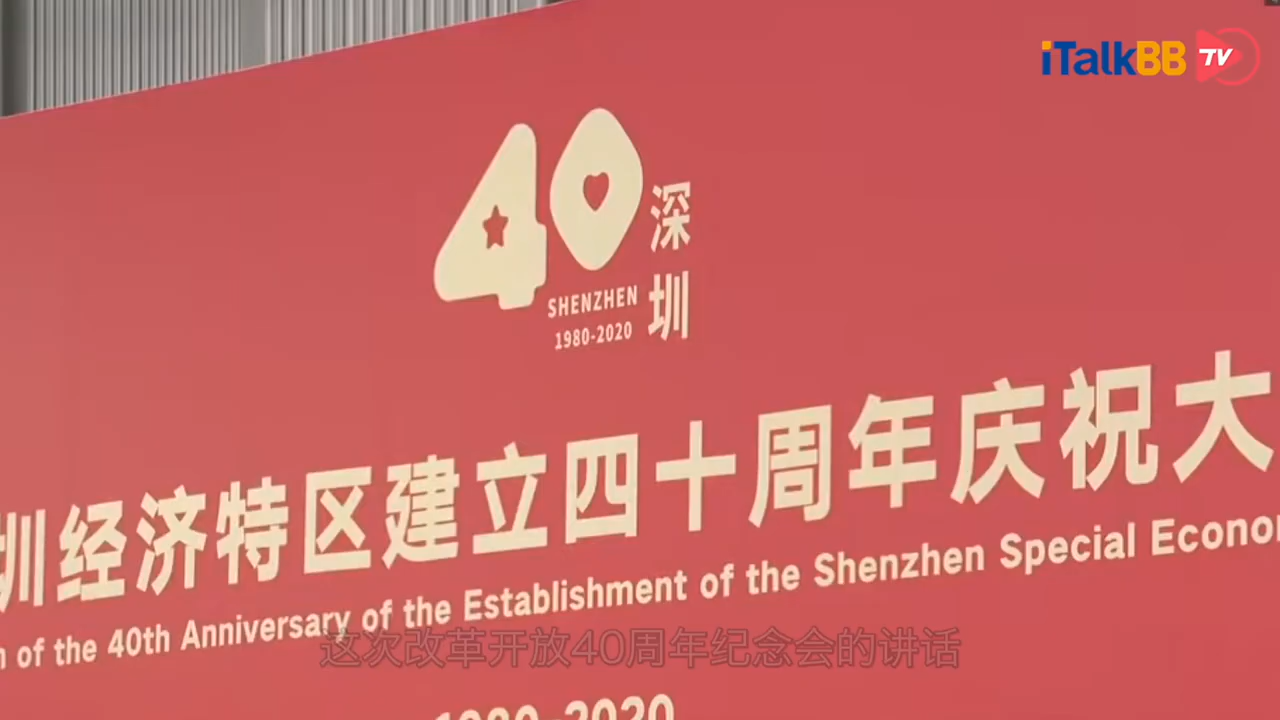 iTalkBB TV
40
深圳
SHENZHEN
1980-2020
圳经济特区建立四十周年庆祝大
n of the 40th Anniversary of the Establishment of the Shenzhen Special Econo
这次改革开放40周年纪念会的讲话
1980-2020